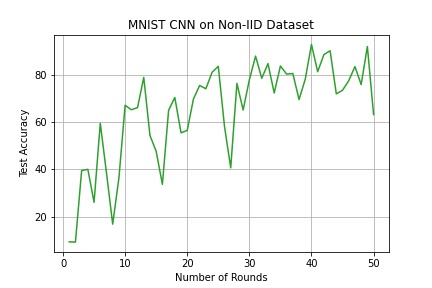 MNIST CNN on Non-IID Dataset
80
60
40
20
Test Accuracy
0 10 20 30 40 50
Number of Rounds